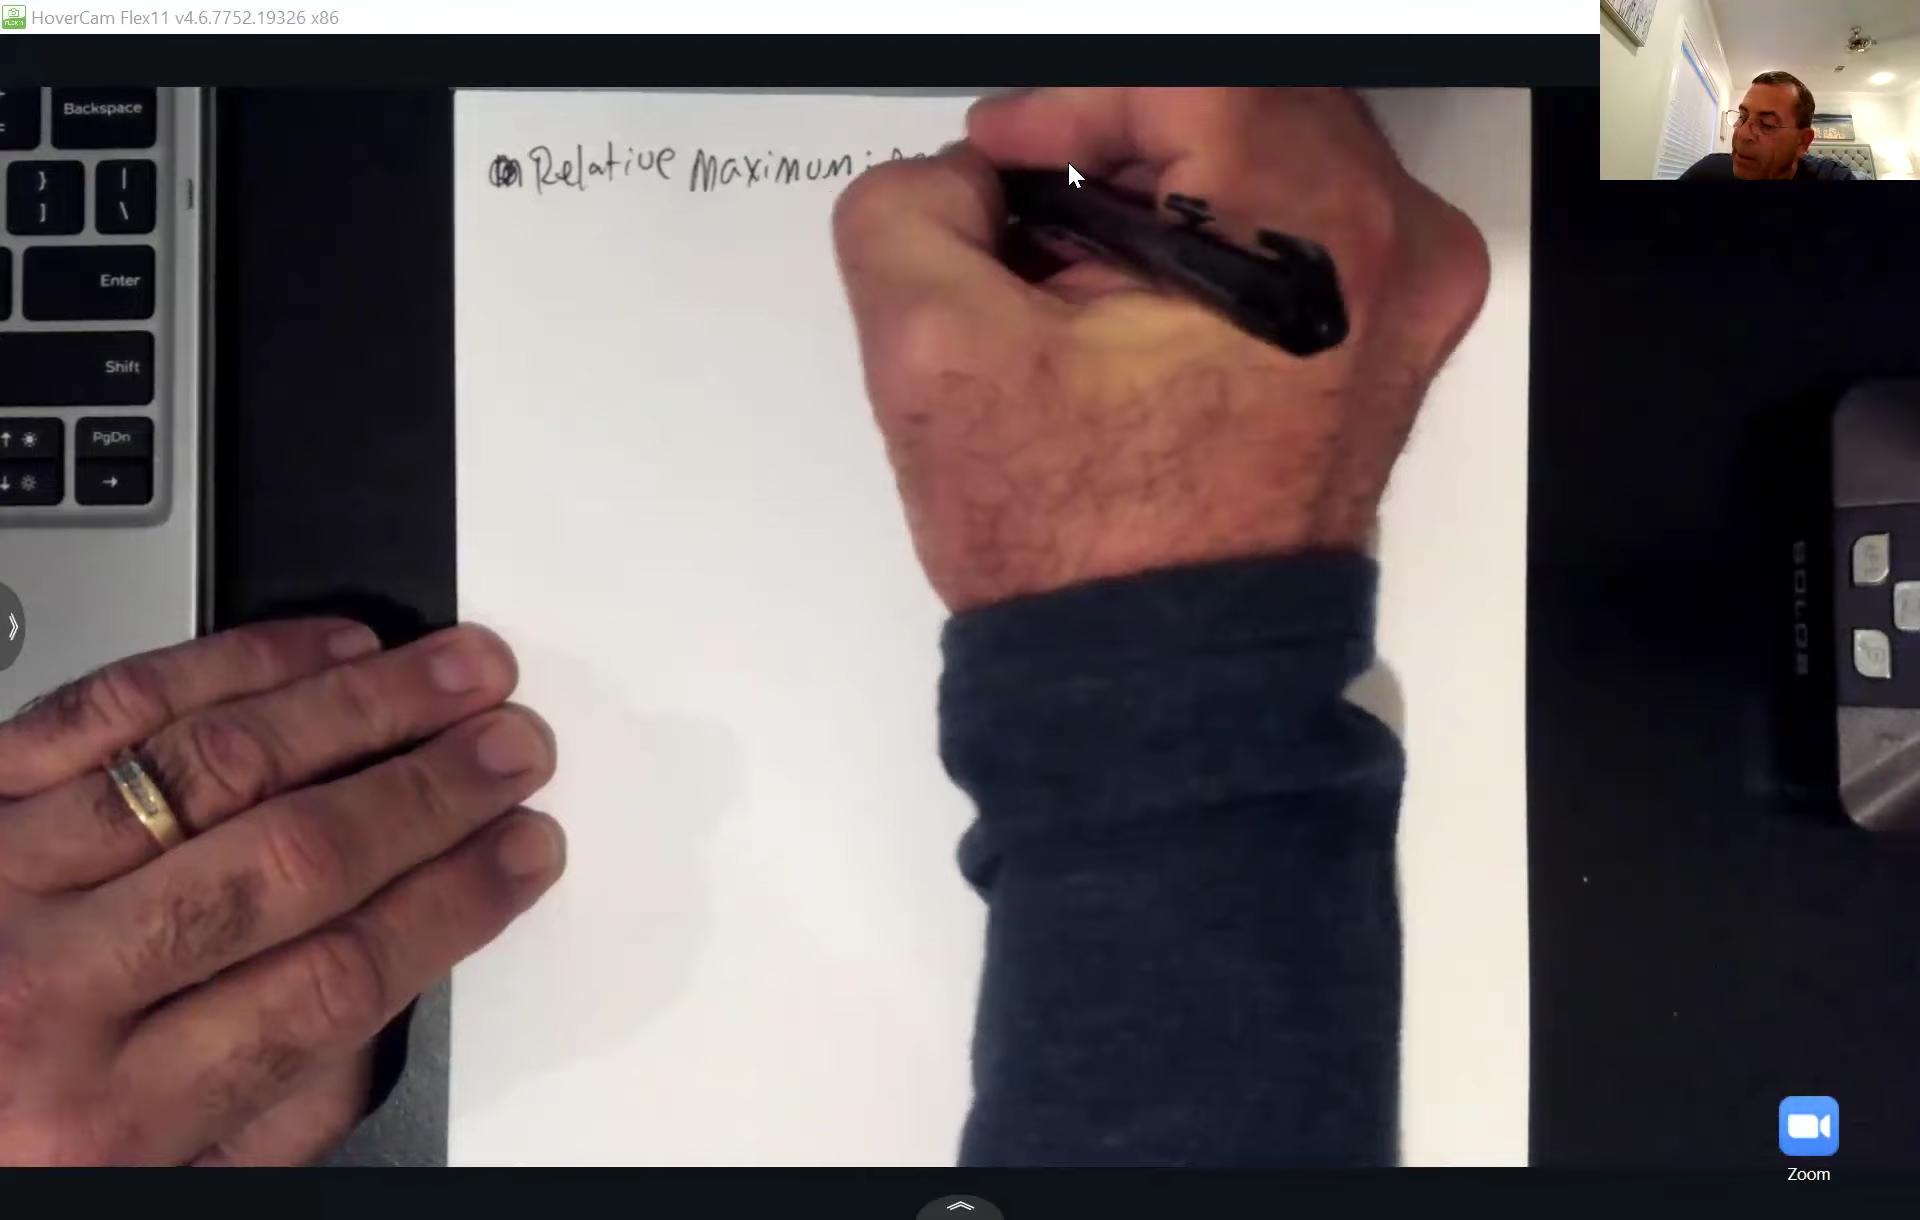 HoverCam Flex11 v4.6.7752.19326 x86
Backspace
}
]
|
\
Enter
Shift
PgDn
Relative Maximum
Zoom